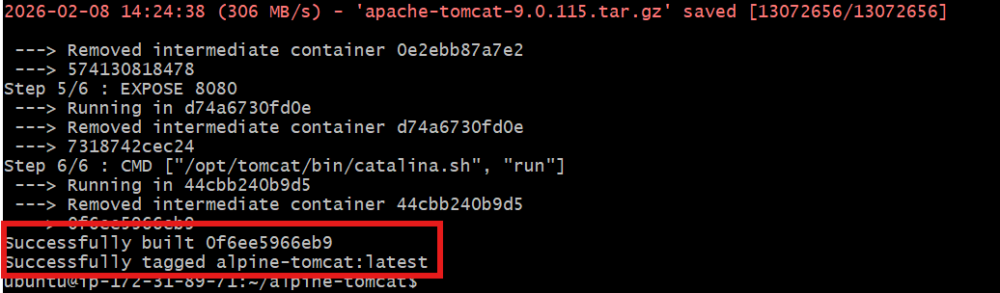 2026-02-08 14:24:38 (306 MB/s) - 'apache-tomcat-9.0.115.tar.gz' saved [13072656/13072656]
---> Removed intermediate container 0e2ebb87a7e2
---> 574130818478
Step 5/6 : EXPOSE 8080
---> Running in d74a6730fd0e
---> Removed intermediate container d74a6730fd0e
---> 7318742cec24
Step 6/6 : CMD ["/opt/tomcat/bin/catalina.sh", "run"]
---> Running in 44cbb240b9d5
---> Removed intermediate container 44cbb240b9d5
---> 0f6ee5966eb9
Successfully built 0f6ee5966eb9
Successfully tagged alpine-tomcat:latest
ubuntu@ip-172-31-89-71:~/alpine-tomcat$